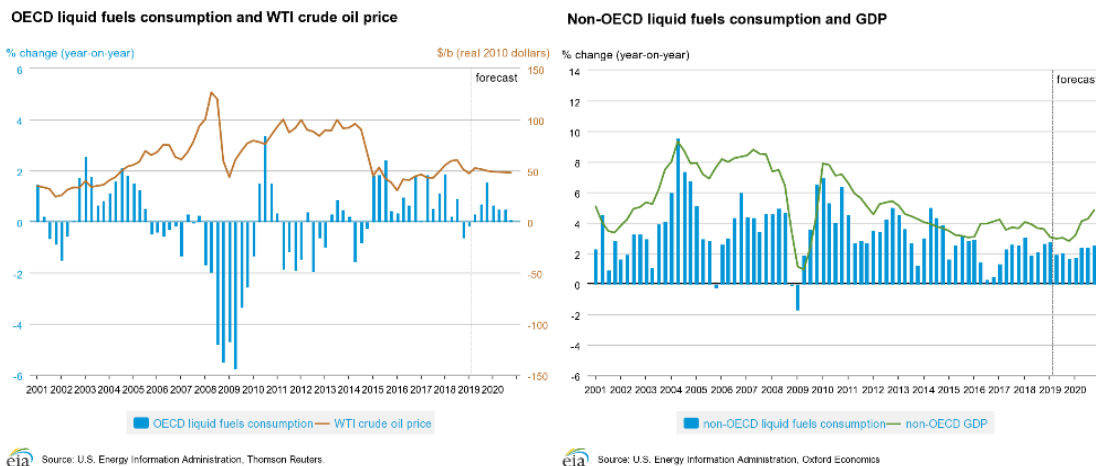 OECD liquid fuels consumption and WTI crude oil price
% change (year-on-year) $/b (real 2010 dollars)
6 150
forecast
4 100
2 50
0 0
-2 -50
-4 -100
-6 -150
2001 2002 2003 2004 2005 2006 2007 2008 2009 2010 2011 2012 2013 2014 2015 2016 2017 2018 2019 2020
OECD liquid fuels consumption WTI crude oil price
eia Source: U.S. Energy Information Administration, Thomson Reuters.
Non-OECD liquid fuels consumption and GDP
% change (year-on-year)
14
forecast
12
10
8
6
4
2
0
-2
-4
-6
2001 2002 2003 2004 2005 2006 2007 2008 2009 2010 2011 2012 2013 2014 2015 2016 2017 2018 2019 2020
non-OECD liquid fuels consumption non-OECD GDP
eia Source: U.S. Energy Information Administration, Oxford Economics